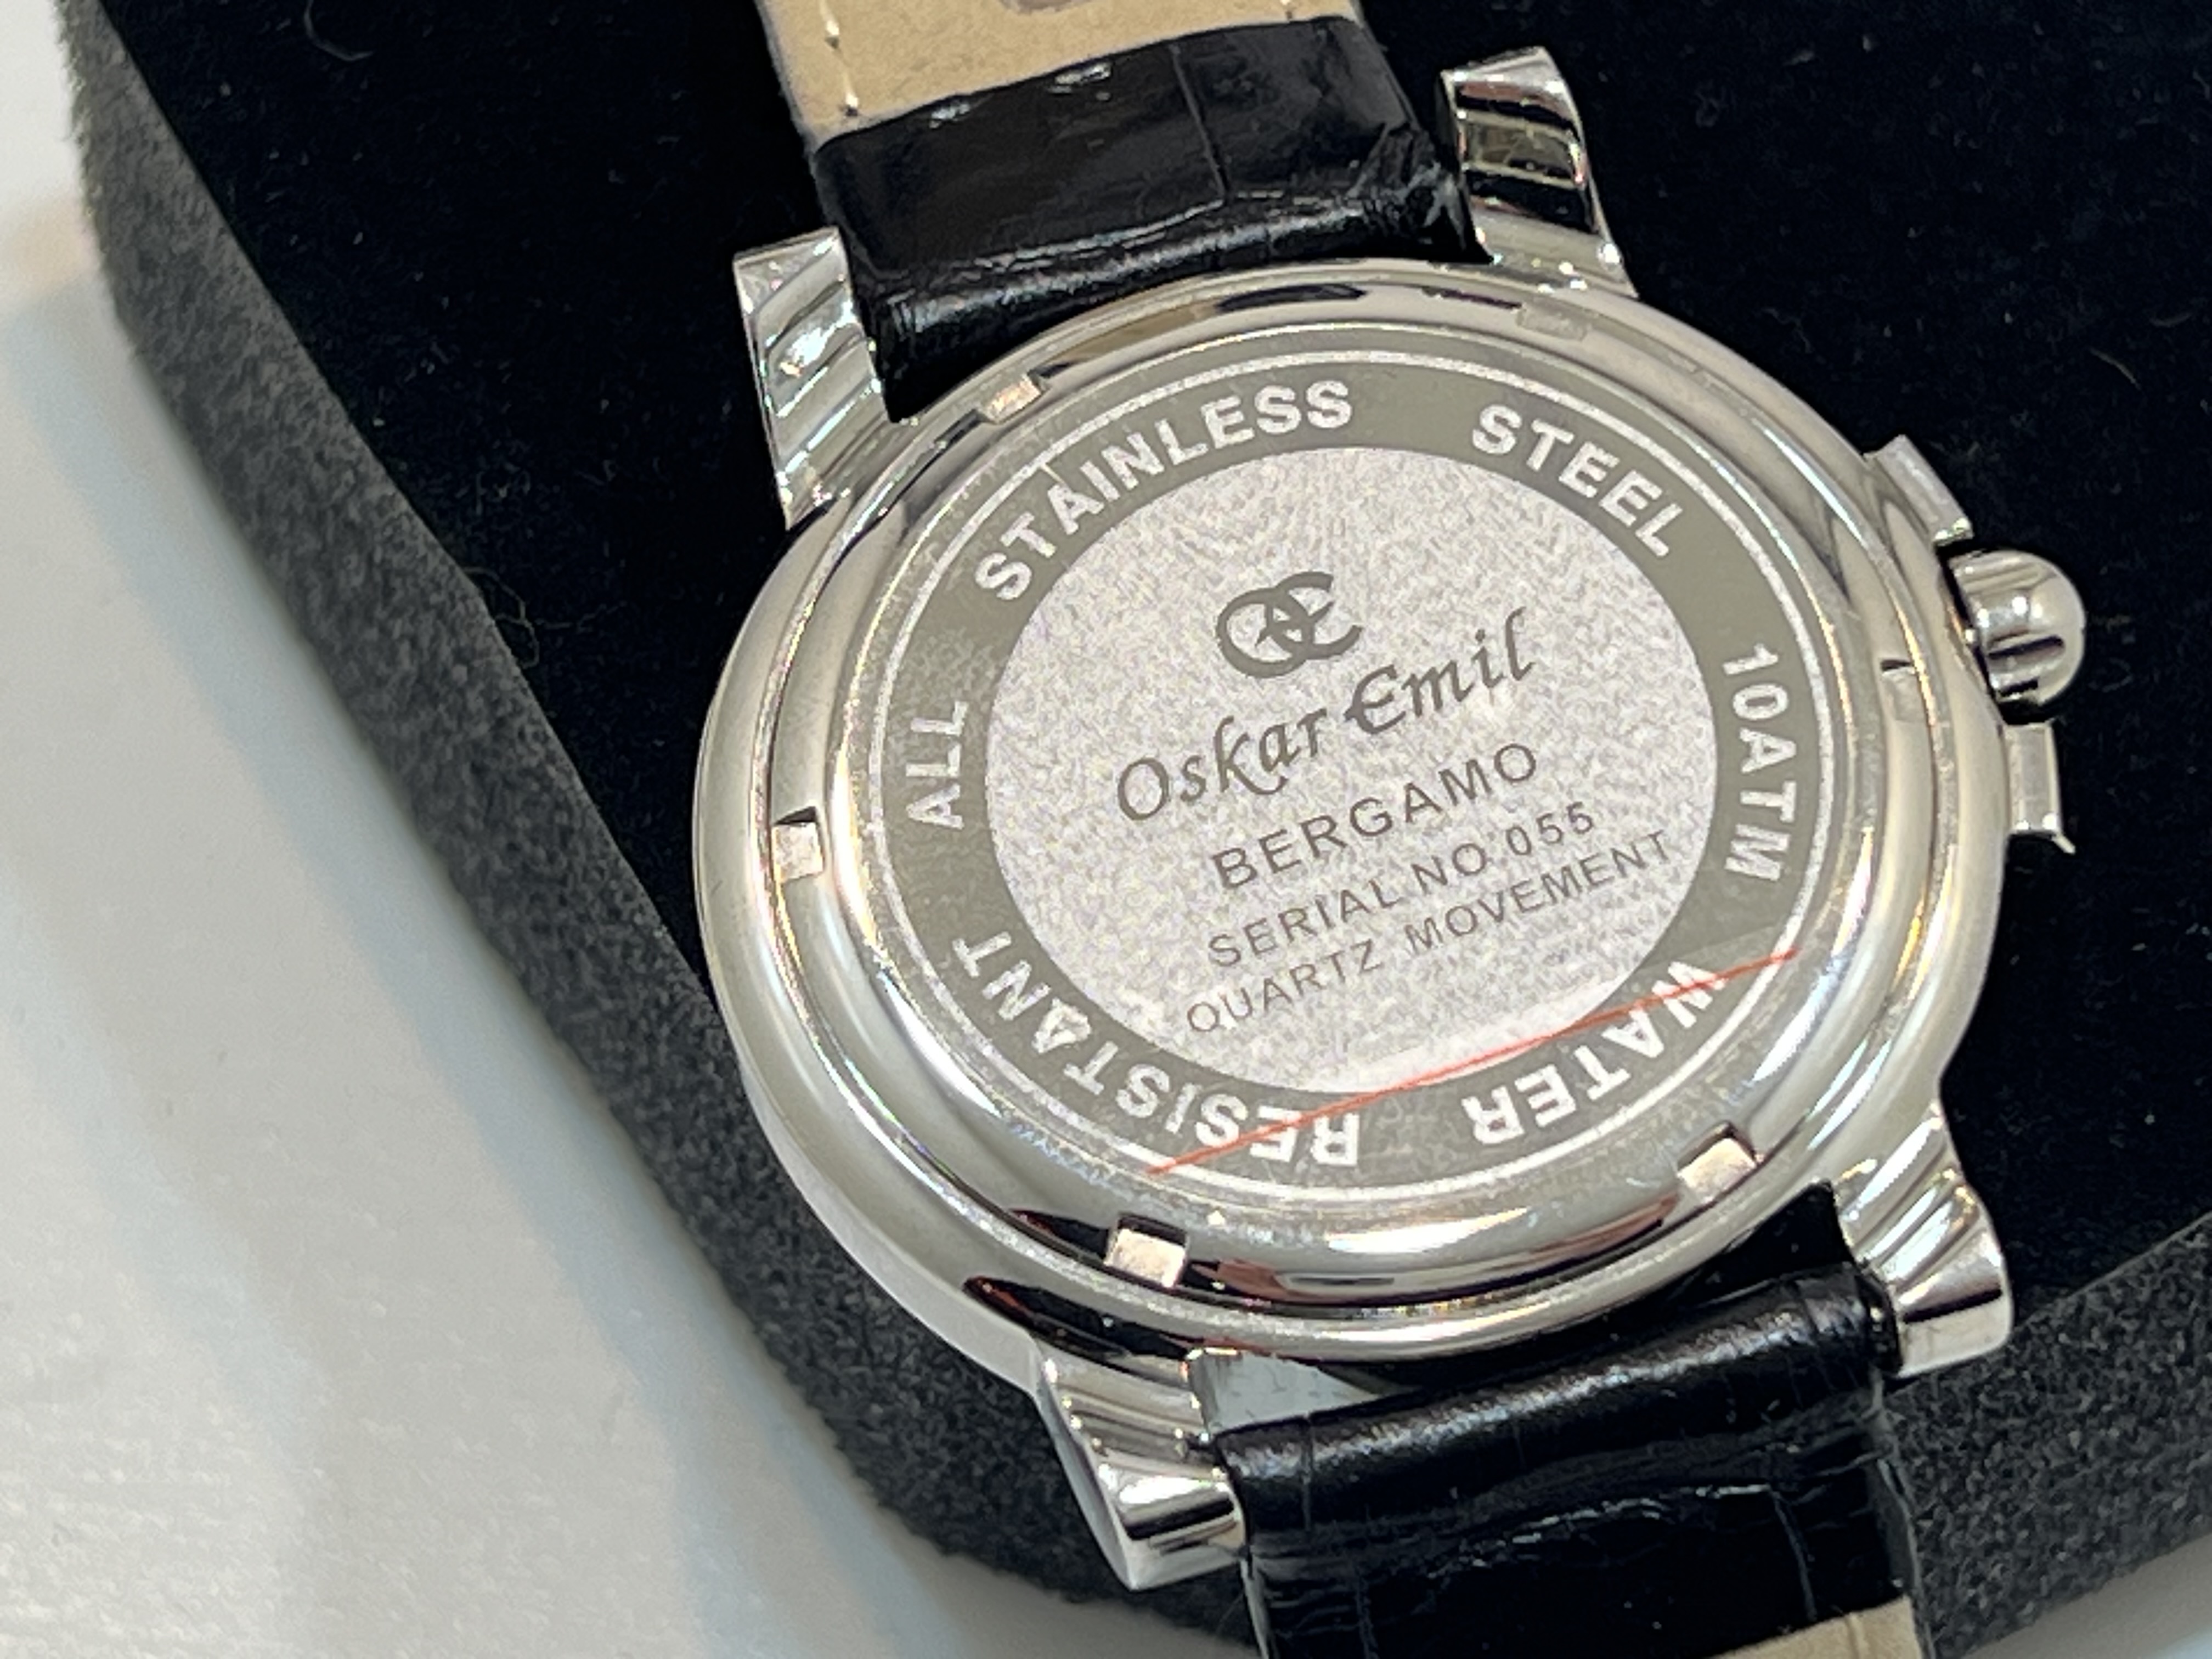 Oskar Emil
BERGAMO
SERIAL NO 055
QUARTZ MOVEMENT
ALL STAINLESS STEEL 10ATM WATER RESISTANT